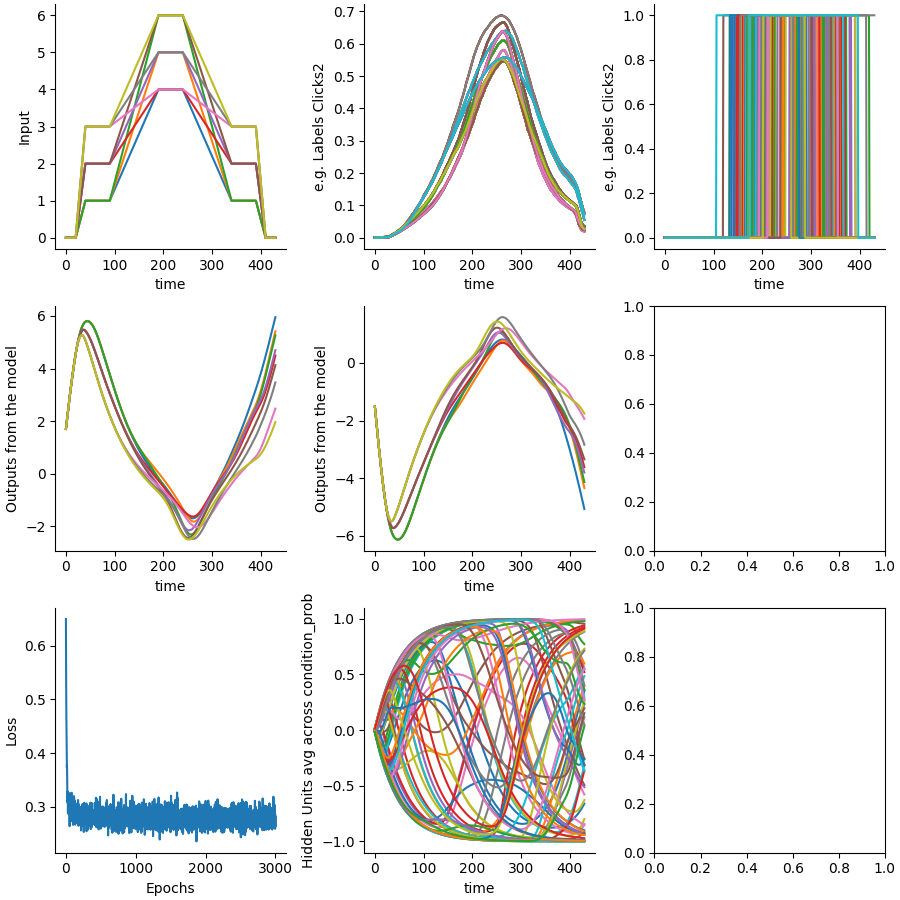 6
5
4
3
2
1
0
Input
0 100 200 300 400
time
0.7
0.6
0.5
0.4
0.3
0.2
0.1
0.0
e.g. Labels Clicks2
0 100 200 300 400
time
1.0
0.8
0.6
0.4
0.2
0.0
e.g. Labels Clicks2
0 100 200 300 400
time
6
4
2
0
−2
Outputs from the model
0 100 200 300 400
time
0
−2
−4
−6
Outputs from the model
0 100 200 300 400
time
1.0
0.8
0.6
0.4
0.2
0.0
0.0 0.2 0.4 0.6 0.8 1.0
0.6
0.5
0.4
0.3
Loss
0 1000 2000 3000
Epochs
1.0
0.5
0.0
−0.5
−1.0
Hidden Units avg across condition_prob
0 100 200 300 400
time
1.0
0.8
0.6
0.4
0.2
0.0
0.0 0.2 0.4 0.6 0.8 1.0